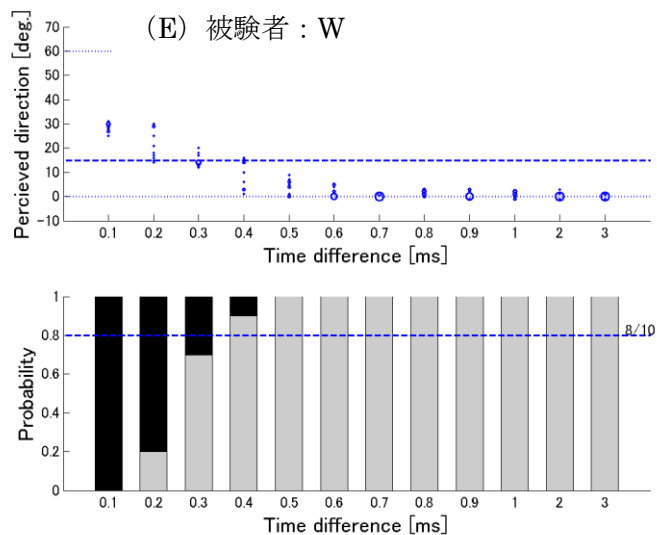 (E) 被験者:W
Percieved direction [deg.]
70
60
50
40
30
20
10
0
-10
0.1 0.2 0.3 0.4 0.5 0.6 0.7 0.8 0.9 1 2 3
Time difference [ms]
Probability
1
0.8
0.6
0.4
0.2
0
8/10
0.1 0.2 0.3 0.4 0.5 0.6 0.7 0.8 0.9 1 2 3
Time difference [ms]